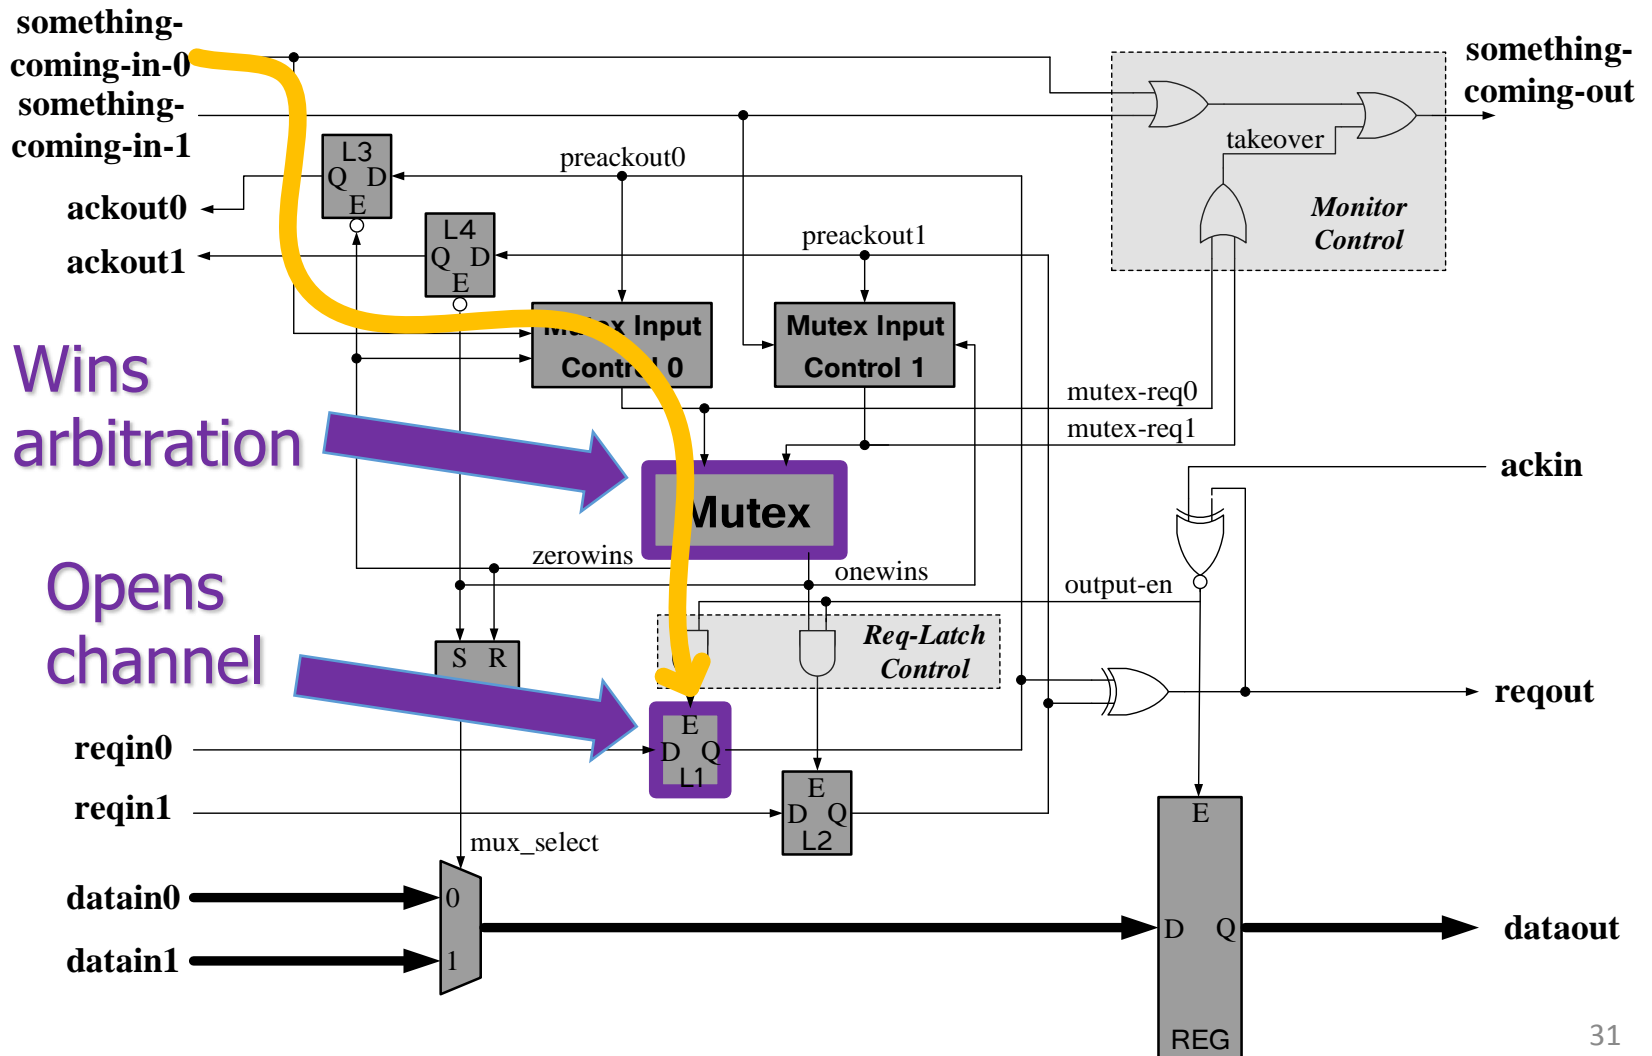 something-
coming-in-0
something-
coming-in-1
ackout0
ackout1
L3
Q D
E
L4
Q D
E
preackout0
preackout1
something-
coming-out
takeover
Monitor
Control
Mutex Input
Control 0
Mutex Input
Control 1
mutex-req0
mutex-req1
Wins
arbitration
Mutex
ackin
zerowins
onewins
output-en
Opens
channel
S R
Req-Latch
Control
reqout
reqin0
E
D Q
L1
reqin1
E
D Q
L2
mux_select
datain0
0
datain1
1
E
D Q
REG
dataout
31